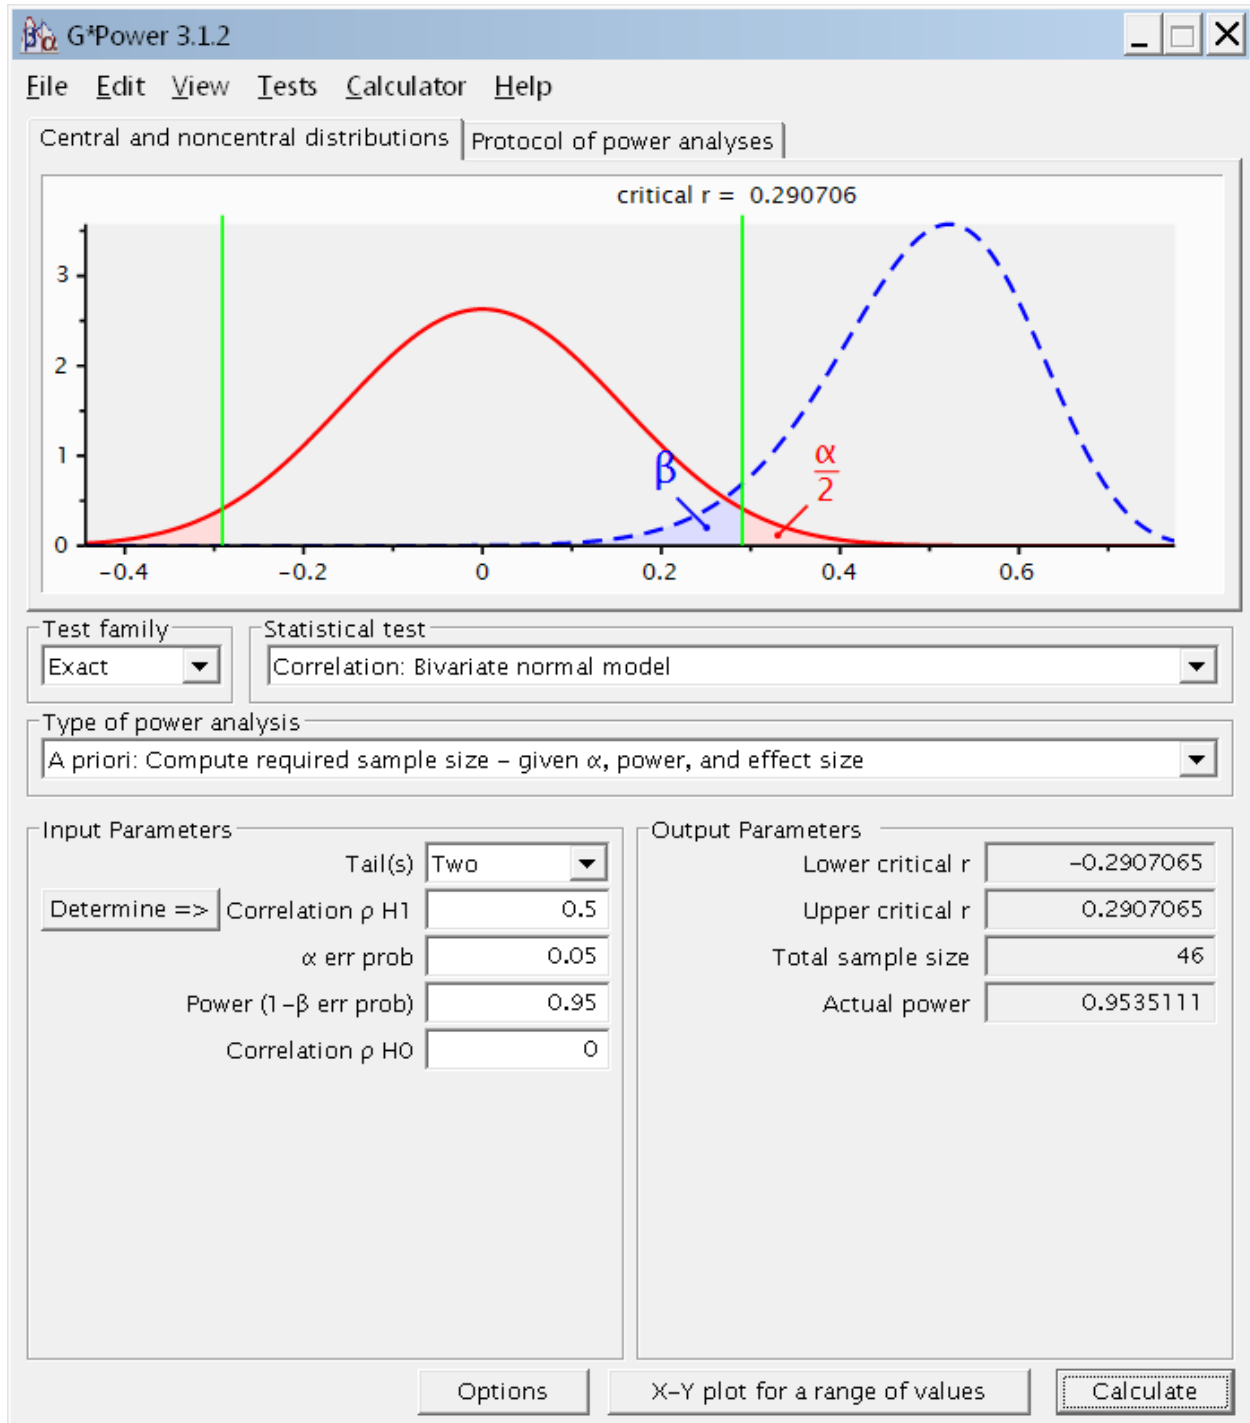 G*Power 3.1.2
File Edit View Tests Calculator Help
Central and noncentral distributions Protocol of power analyses
critical r = 0.290706
3
2
1
0
β
α
2
-0.4 -0.2 0 0.2 0.4 0.6
Test family
Exact
Statistical test
Correlation: Bivariate normal model
Type of power analysis
A priori: Compute required sample size – given α, power, and effect size
Input Parameters
Tail(s) Two
Determine => Correlation ρ H1 0.5
α err prob 0.05
Power (1–β err prob) 0.95
Correlation ρ H0 0
Output Parameters
Lower critical r −0.2907065
Upper critical r 0.2907065
Total sample size 46
Actual power 0.9535111
Options X–Y plot for a range of values Calculate